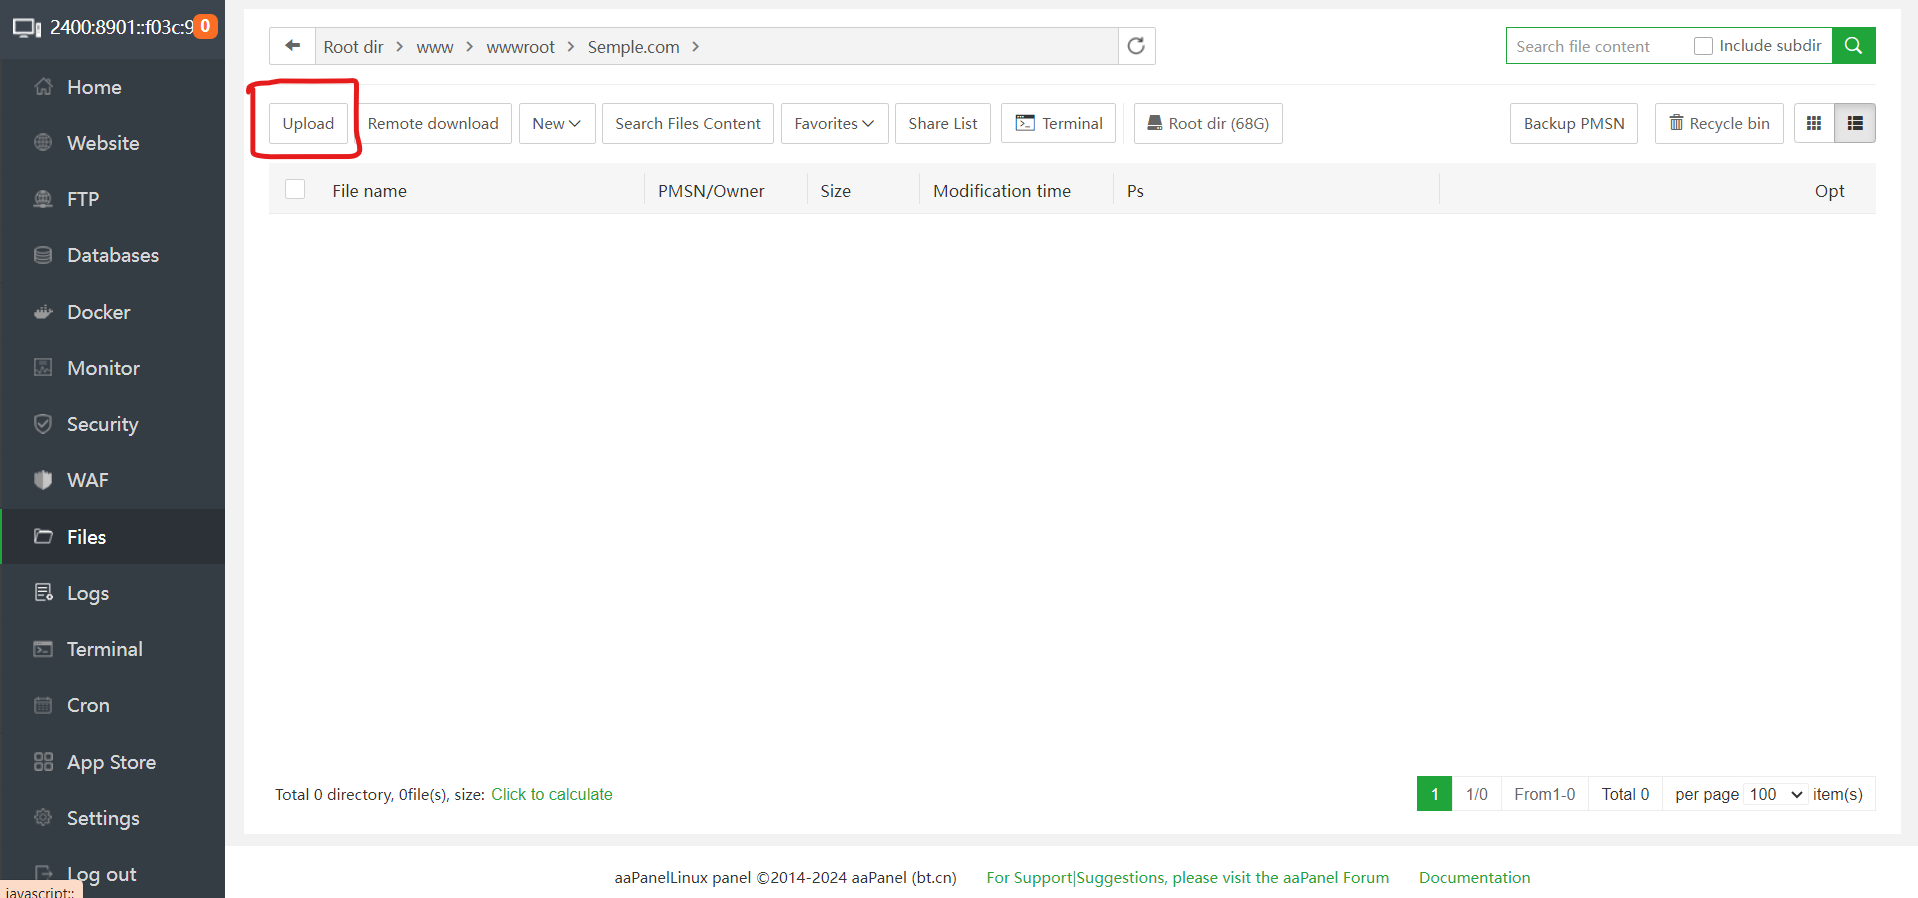 2400:8901::f03c:9 0
Home
Website
FTP
Databases
Docker
Monitor
Security
WAF
Files
Logs
Terminal
Cron
App Store
Settings
Log out
javascript:;
Root dir > www > wwwroot > Semple.com >
Search file content Include subdir
Upload Remote download New Search Files Content Favorites Share List Terminal Root dir (68G) Backup PMSN Recycle bin
File name PMSN/Owner Size Modification time Ps Opt
Total 0 directory, 0file(s), size: Click to calculate
1 1/0 From1-0 Total 0 per page 100 item(s)
aaPanelLinux panel ©2014-2024 aaPanel (bt.cn) For Support|Suggestions, please visit the aaPanel Forum Documentation